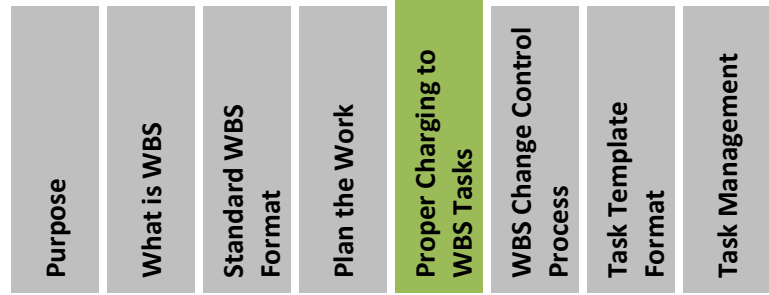 Purpose
What is WBS
Standard WBS
Format
Plan the Work
Proper Charging to
WBS Tasks
WBS Change Control
Process
Task Template
Format
Task Management